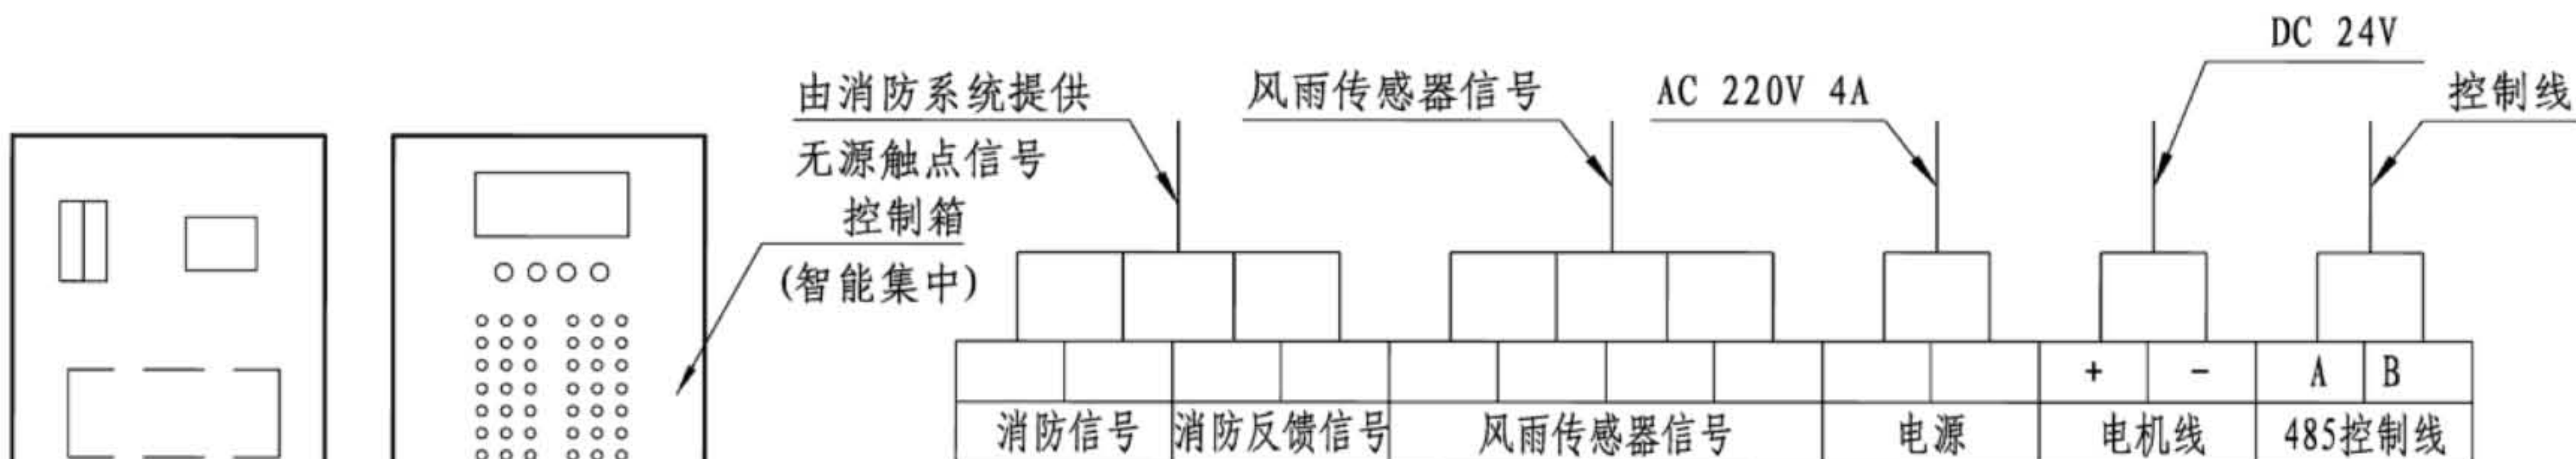 DC 24V
由消防系统提供
无源触点信号
风雨传感器信号
AC 220V 4A
控制线
控制箱
(智能集中)
+ - A B
消防信号 消防反馈信号 风雨传感器信号 电源 电机线 485控制线